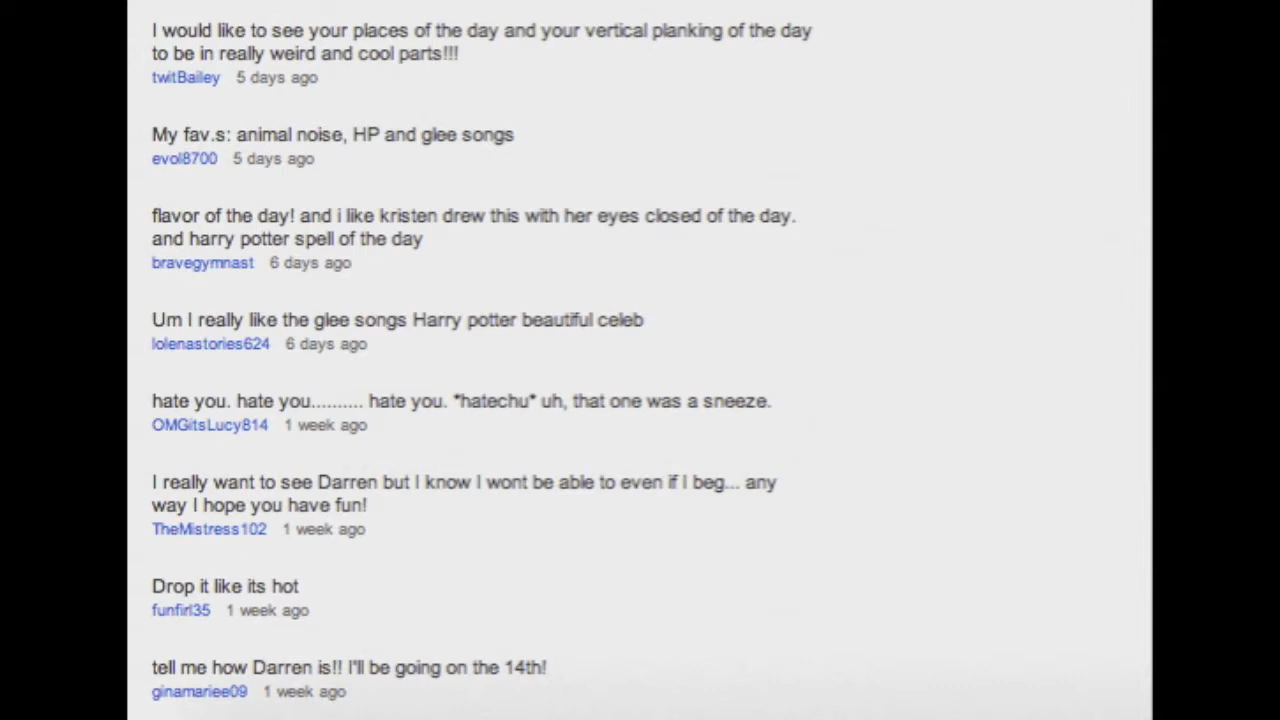 I would like to see your places of the day and your vertical planking of the day
to be in really weird and cool parts!!!
twitBailey 5 days ago
My fav.s: animal noise, HP and glee songs
evol8700 5 days ago
flavor of the day! and i like kristen drew this with her eyes closed of the day.
and harry potter spell of the day
bravegymnast 6 days ago
Um I really like the glee songs Harry potter beautiful celeb
lolenastories624 6 days ago
hate you. hate you.......... hate you. *hatechu* uh, that one was a sneeze.
OMGitsLucy814 1 week ago
I really want to see Darren but I know I wont be able to even if I beg... any
way I hope you have fun!
TheMistress102 1 week ago
Drop it like its hot
funfirl35 1 week ago
tell me how Darren is!! I'll be going on the 14th!
ginamariee09 1 week ago